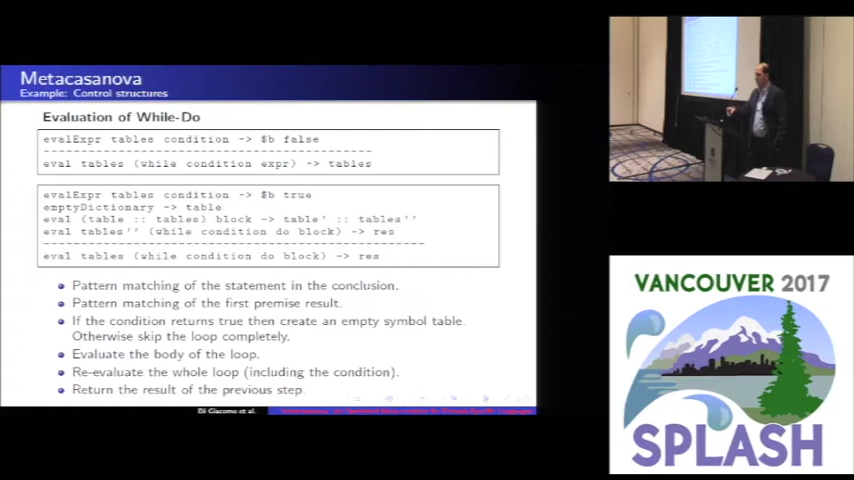 Metacasanova
Example: Control structures
Evaluation of While-Do
evalExpr tables condition -> $b false
-----------------------------------------
eval tables (while condition expr) -> tables
evalExpr tables condition -> $b true
emptyDictionary -> table
eval (table :: tables) block -> table' :: tables''
eval tables'' (while condition do block) -> res
------------------------------------------------
eval tables (while condition do block) -> res
Pattern matching of the statement in the conclusion.
Pattern matching of the first premise result.
If the condition returns true then create an empty symbol table.
Otherwise skip the loop completely.
Evaluate the body of the loop.
Re-evaluate the whole loop (including the condition).
Return the result of the previous step.
Di Giacomo et al.
VANCOUVER 2017
SPLASH